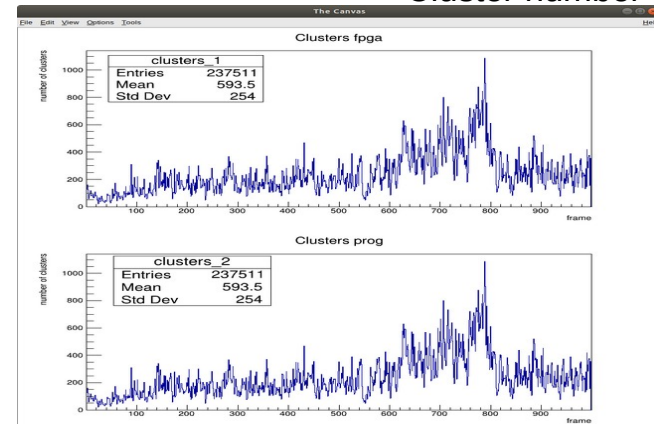 The Canvas
File Edit View Options Tools
Clusters fpga
number of clusters
clusters_1
Entries 237511
Mean 593.5
Std Dev 254
1000
800
600
400
200
0
100 200 300 400 500 600 700 800 900
frame
Clusters prog
number of clusters
clusters_2
Entries 237511
Mean 593.5
Std Dev 254
1000
800
600
400
200
0
100 200 300 400 500 600 700 800 900
frame